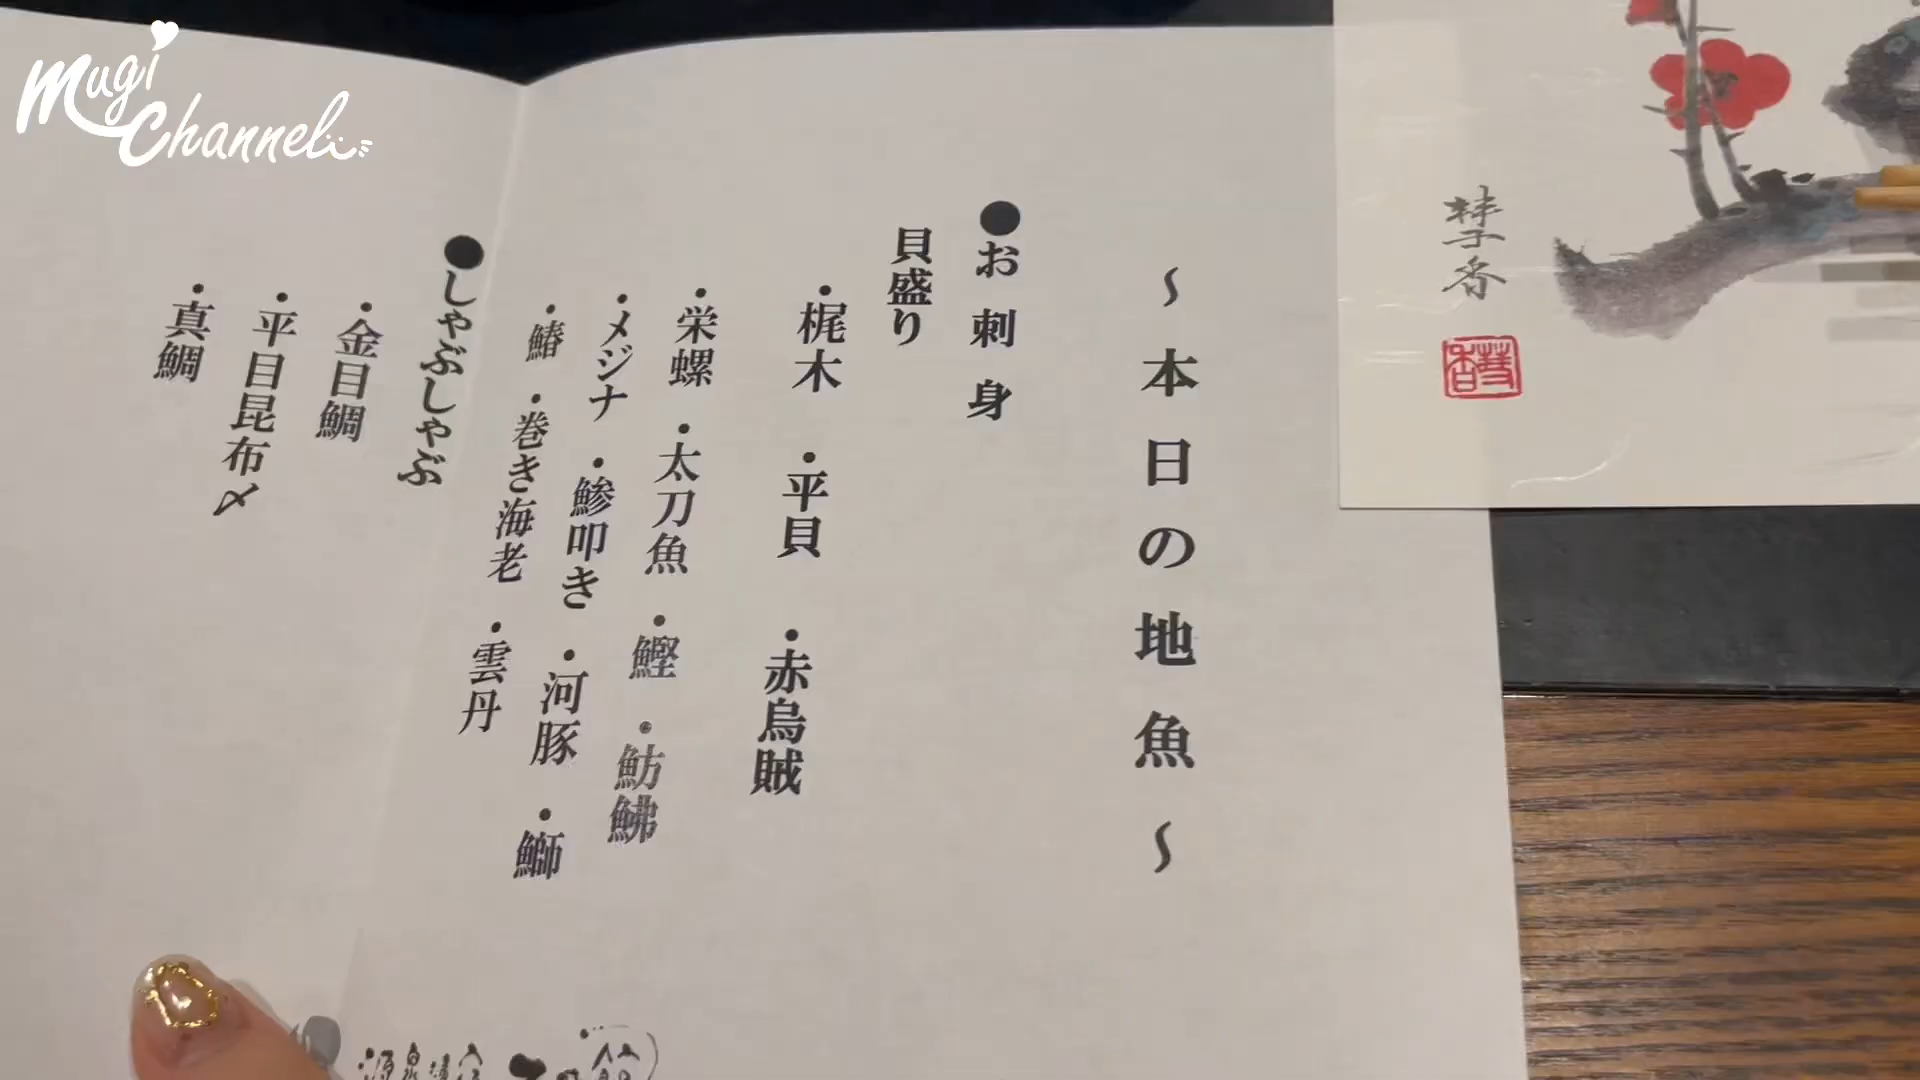 Mugi Channel
～本日の地魚～
●お刺身
貝盛り
・梶木 ・平貝 ・赤烏賊
・栄螺 ・太刀魚 ・鰹 ・魴鮄
・メジナ ・鯵叩き ・河豚 ・鰤
・鰆 ・巻き海老 ・雲丹
●しゃぶしゃぶ
・金目鯛
・平目昆布〆
・真鯛